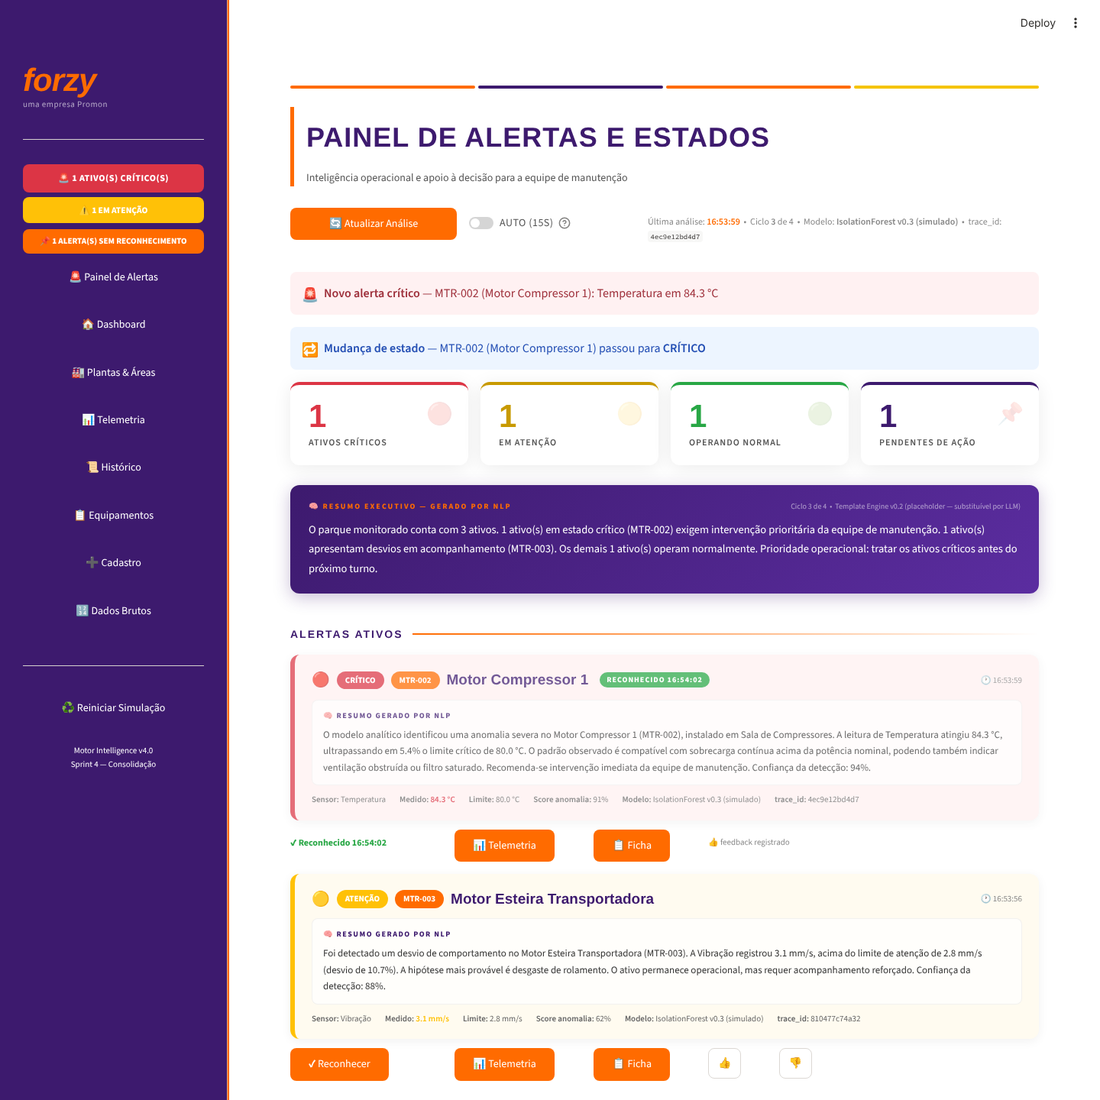 Deploy
forzy
uma empresa Promon
🚨 1 ATIVO(S) CRÍTICO(S)
⚠️ 1 EM ATENÇÃO
📌 1 ALERTA(S) SEM RECONHECIMENTO
🚨 Painel de Alertas
🏠 Dashboard
🏭 Plantas & Áreas
📊 Telemetria
📜 Histórico
📋 Equipamentos
➕ Cadastro
🔢 Dados Brutos
♻️ Reiniciar Simulação
Motor Intelligence v4.0
Sprint 4 — Consolidação
PAINEL DE ALERTAS E ESTADOS
Inteligência operacional e apoio à decisão para a equipe de manutenção
🔄 Atualizar Análise
AUTO (15S)
Última análise: 16:53:59 • Ciclo 3 de 4 • Modelo: IsolationForest v0.3 (simulado) • trace_id:
4ec9e12bd4d7
🚨 Novo alerta crítico — MTR-002 (Motor Compressor 1): Temperatura em 84.3 °C
🔁 Mudança de estado — MTR-002 (Motor Compressor 1) passou para CRÍTICO
1
ATIVOS CRÍTICOS
1
EM ATENÇÃO
1
OPERANDO NORMAL
1
PENDENTES DE AÇÃO
🧠 RESUMO EXECUTIVO — GERADO POR NLP
Ciclo 3 de 4 • Template Engine v0.2 (placeholder — substituível por LLM)
O parque monitorado conta com 3 ativos. 1 ativo(s) em estado crítico (MTR-002) exigem intervenção prioritária da equipe de manutenção. 1 ativo(s)
apresentam desvios em acompanhamento (MTR-003). Os demais 1 ativo(s) operam normalmente. Prioridade operacional: tratar os ativos críticos antes do
próximo turno.
ALERTAS ATIVOS
🔴 CRÍTICO MTR-002 Motor Compressor 1 RECONHECIDO 16:54:02
🕐 16:53:59
🧠 RESUMO GERADO POR NLP
O modelo analítico identificou uma anomalia severa no Motor Compressor 1 (MTR-002), instalado em Sala de Compressores. A leitura de Temperatura atingiu 84.3 °C,
ultrapassando em 5.4% o limite crítico de 80.0 °C. O padrão observado é compatível com sobrecarga contínua acima da potência nominal, podendo também indicar
ventilação obstruída ou filtro saturado. Recomenda-se intervenção imediata da equipe de manutenção. Confiança da detecção: 94%.
Sensor: Temperatura Medido: 84.3 °C Limite: 80.0 °C Score anomalia: 91% Modelo: IsolationForest v0.3 (simulado) trace_id: 4ec9e12bd4d7
✓ Reconhecido 16:54:02
📊 Telemetria
📋 Ficha
👍 feedback registrado
🟡 ATENÇÃO MTR-003 Motor Esteira Transportadora
🕐 16:53:56
🧠 RESUMO GERADO POR NLP
Foi detectado um desvio de comportamento no Motor Esteira Transportadora (MTR-003). A Vibração registrou 3.1 mm/s, acima do limite de atenção de 2.8 mm/s
(desvio de 10.7%). A hipótese mais provável é desgaste de rolamento. O ativo permanece operacional, mas requer acompanhamento reforçado. Confiança da
detecção: 88%.
Sensor: Vibração Medido: 3.1 mm/s Limite: 2.8 mm/s Score anomalia: 62% Modelo: IsolationForest v0.3 (simulado) trace_id: 810477c74a32
✓ Reconhecer
📊 Telemetria
📋 Ficha
👍
👎